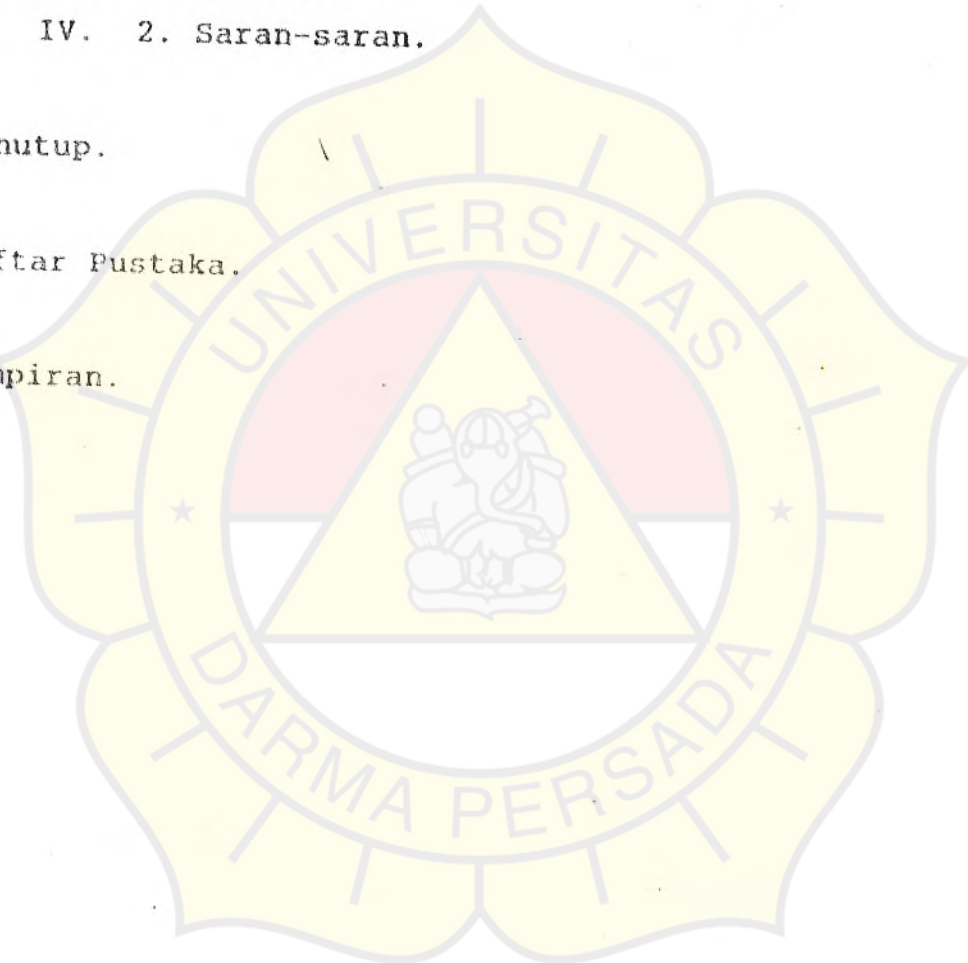 IV. 2. Saran-saran.
nutup.
ftar Pustaka.
piran.
UNIVERSITAS
DARMA PERSADA